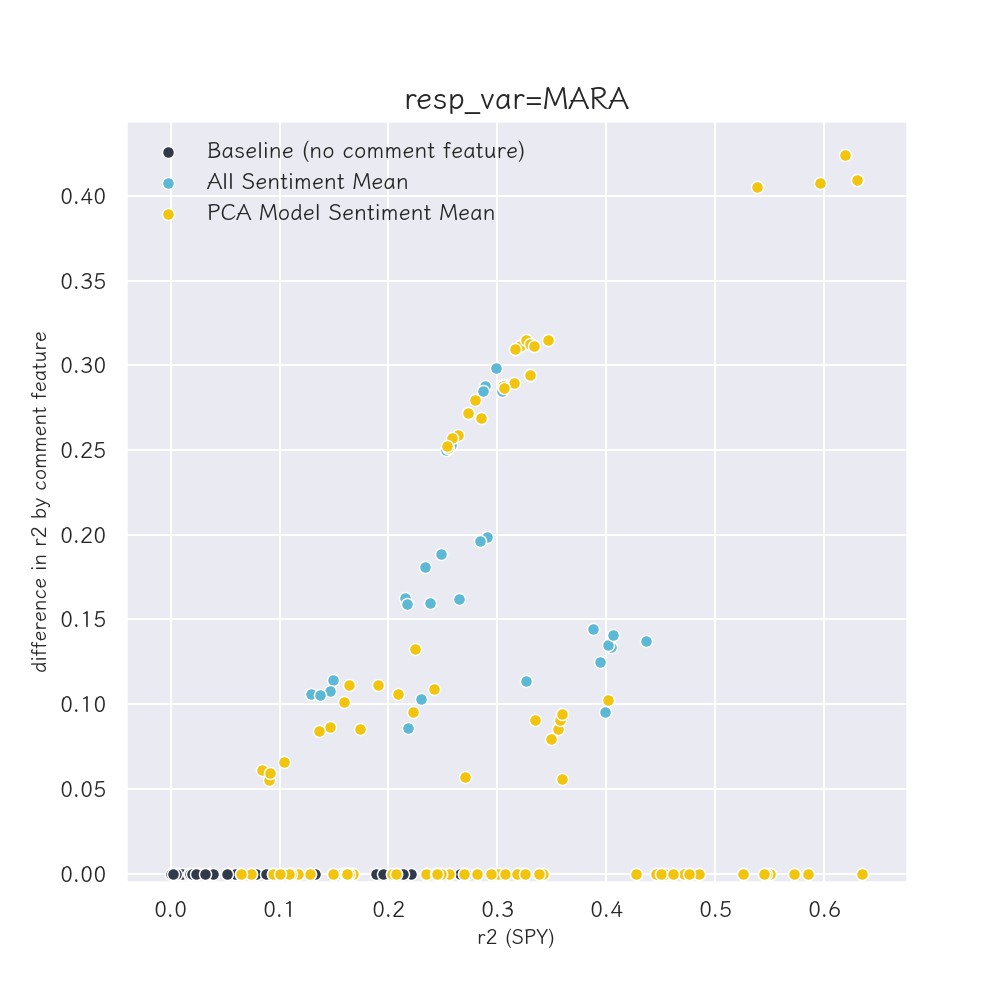 resp_var=MARA
Baseline (no comment feature)
All Sentiment Mean
PCA Model Sentiment Mean
difference in r2 by comment feature
0.40
0.35
0.30
0.25
0.20
0.15
0.10
0.05
0.00
0.0 0.1 0.2 0.3 0.4 0.5 0.6
r2 (SPY)